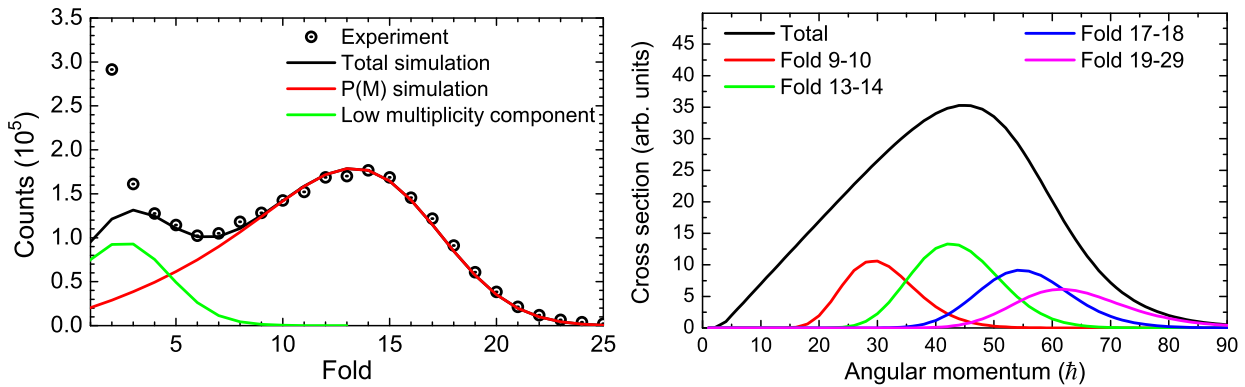 3.5
3.0
2.5
2.0
1.5
1.0
0.5
0.0
Counts (10⁵)
Experiment
Total simulation
P(M) simulation
Low multiplicity component
5 10 15 20 25
Fold
45
40
35
30
25
20
15
10
5
0
Cross section (arb. units)
Total
Fold 9-10
Fold 13-14
Fold 17-18
Fold 19-29
0 10 20 30 40 50 60 70 80 90
Angular momentum (ℏ)